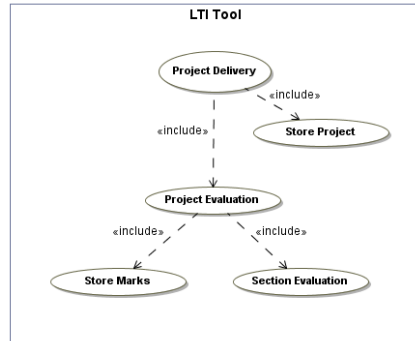 LTI Tool
Project Delivery
«include»
«include»
Store Project
Project Evaluation
«include»
«include»
Store Marks
Section Evaluation